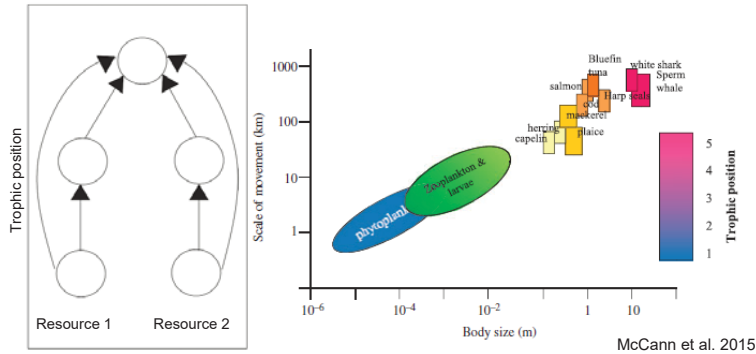 Trophic position
Resource 1
Resource 2
Scale of movement (km)
1000
100
10
1
10⁻⁶
10⁻⁴
10⁻²
1
10
Body size (m)
phytoplankt
Zooplankton &
larvae
capelin
herring
plaice
mackerel
cod
salmon
Bluefin
tuna
Harp seals
white shark
Sperm
whale
5
4
3
2
1
Trophic position
McCann et al. 2015